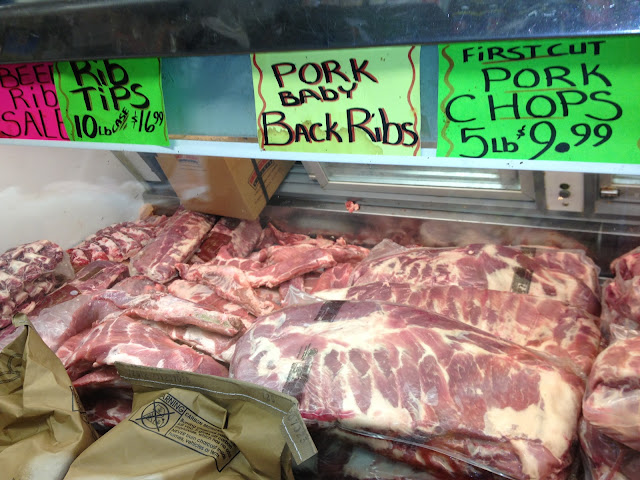 BEEF
RIB
SALE
Rib
TiPS
10 lb CASE $16.99
PORK
BABY
Back Ribs
FIRST CUT
PORK
CHOPS
5 lb $9.99
WARNING